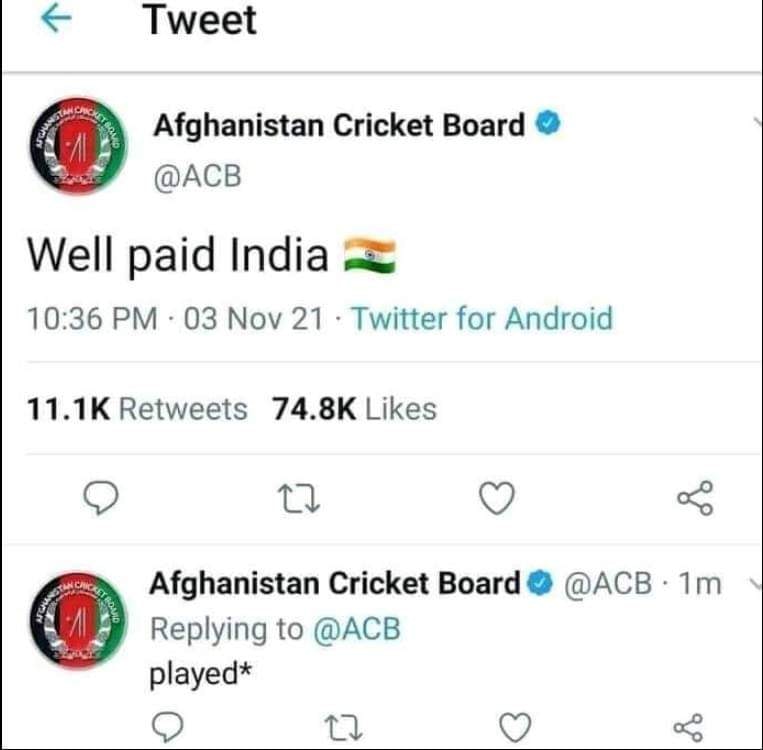 Tweet
Afghanistan Cricket Board
@ACB
Well paid India 🇮🇳
10:36 PM · 03 Nov 21 · Twitter for Android
11.1K Retweets 74.8K Likes
Afghanistan Cricket Board @ACB · 1m
Replying to @ACB
played*